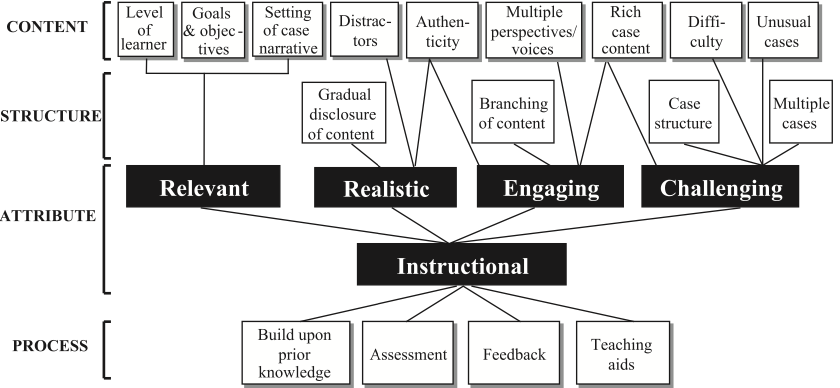 CONTENT
Level
of
learner
Goals
& objec-
tives
Setting
of case
narrative
Distrac-
tors
Authen-
ticity
Multiple
perspectives/
voices
Rich
case
content
Diffi-
culty
Unusual
cases
STRUCTURE
Gradual
disclosure
of content
Branching
of content
Case
structure
Multiple
cases
ATTRIBUTE
Relevant
Realistic
Engaging
Challenging
Instructional
PROCESS
Build upon
prior
knowledge
Assessment
Feedback
Teaching
aids